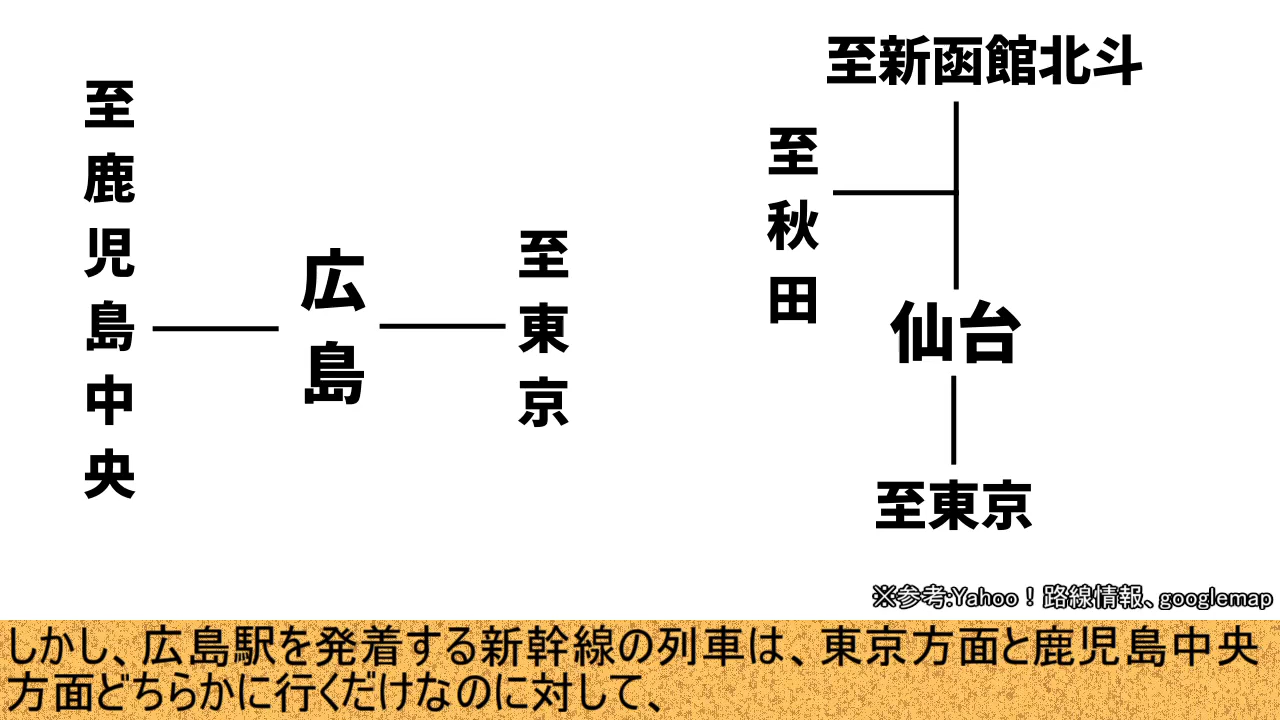 至鹿児島中央
広島
至東京
至新函館北斗
至秋田
仙台
至東京
※参考:Yahoo！路線情報、googlemap
しかし、広島駅を発着する新幹線の列車は、東京方面と鹿児島中央
方面どちらかに行くだけなのに対して、